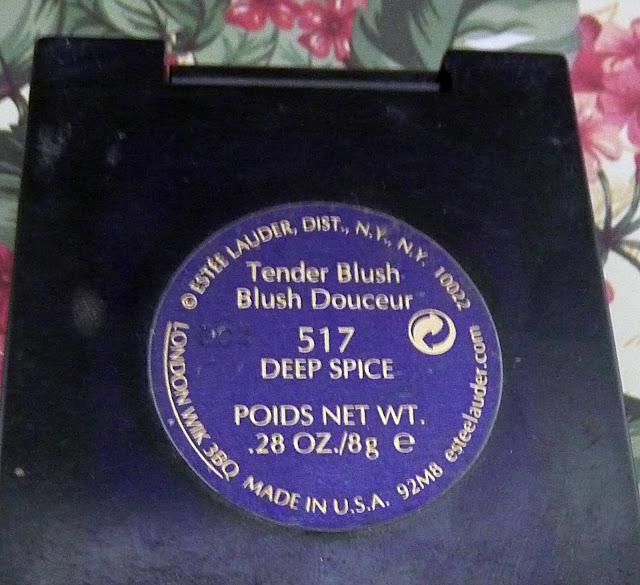 © ESTÉE LAUDER, DIST., N.Y., N.Y. 10022
Tender Blush
Blush Douceur
517
DEEP SPICE
POIDS NET WT.
.28 OZ./8g ℮
LONDON W1K 3BQ
MADE IN U.S.A. 92M8 esteelauder.com